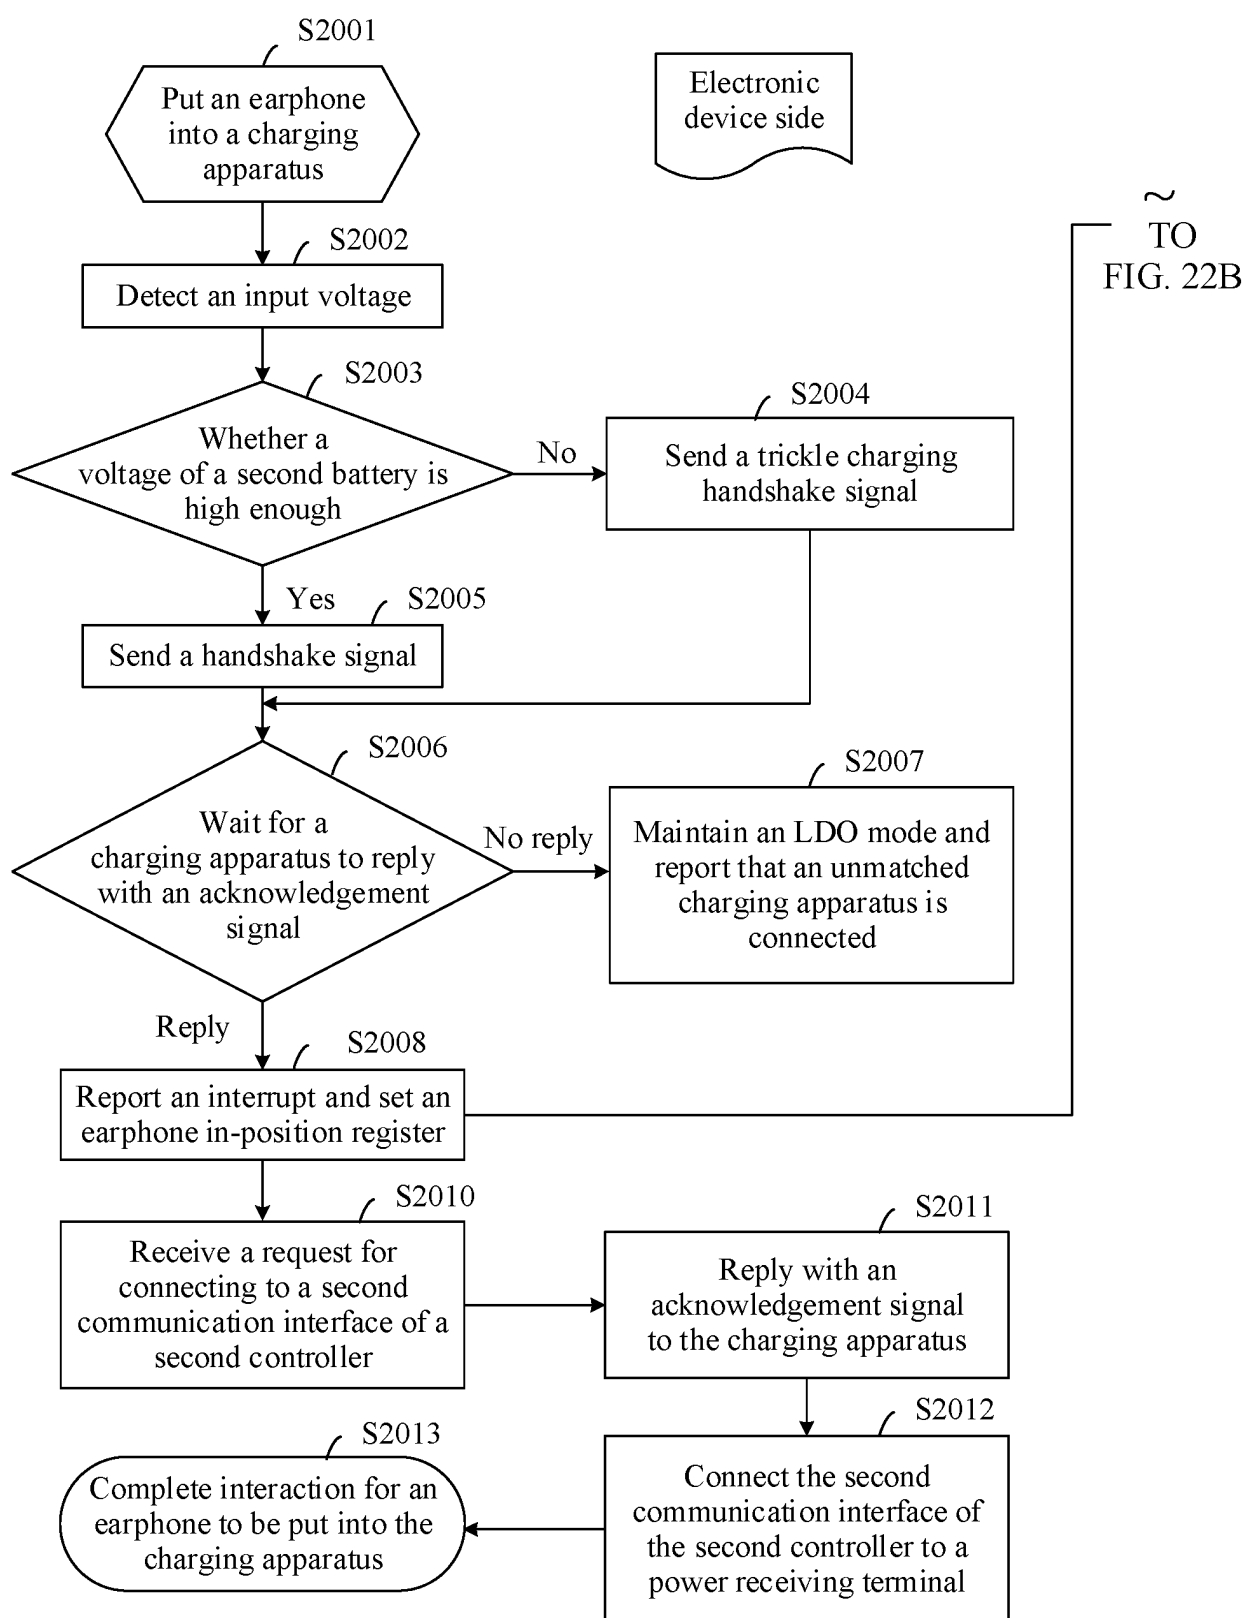 S2001
Put an earphone
into a charging
apparatus
Electronic
device side
~
TO
FIG. 22B
S2002
Detect an input voltage
S2003
Whether a
voltage of a second battery is
high enough
No
S2004
Send a trickle charging
handshake signal
Yes
S2005
Send a handshake signal
S2006
Wait for a
charging apparatus to reply
with an acknowledgement
signal
No reply
S2007
Maintain an LDO mode and
report that an unmatched
charging apparatus is
connected
Reply
S2008
Report an interrupt and set an
earphone in-position register
S2010
Receive a request for
connecting to a second
communication interface of a
second controller
S2011
Reply with an
acknowledgement signal
to the charging apparatus
S2012
Connect the second
communication interface of
the second controller to a
power receiving terminal
S2013
Complete interaction for an
earphone to be put into the
charging apparatus